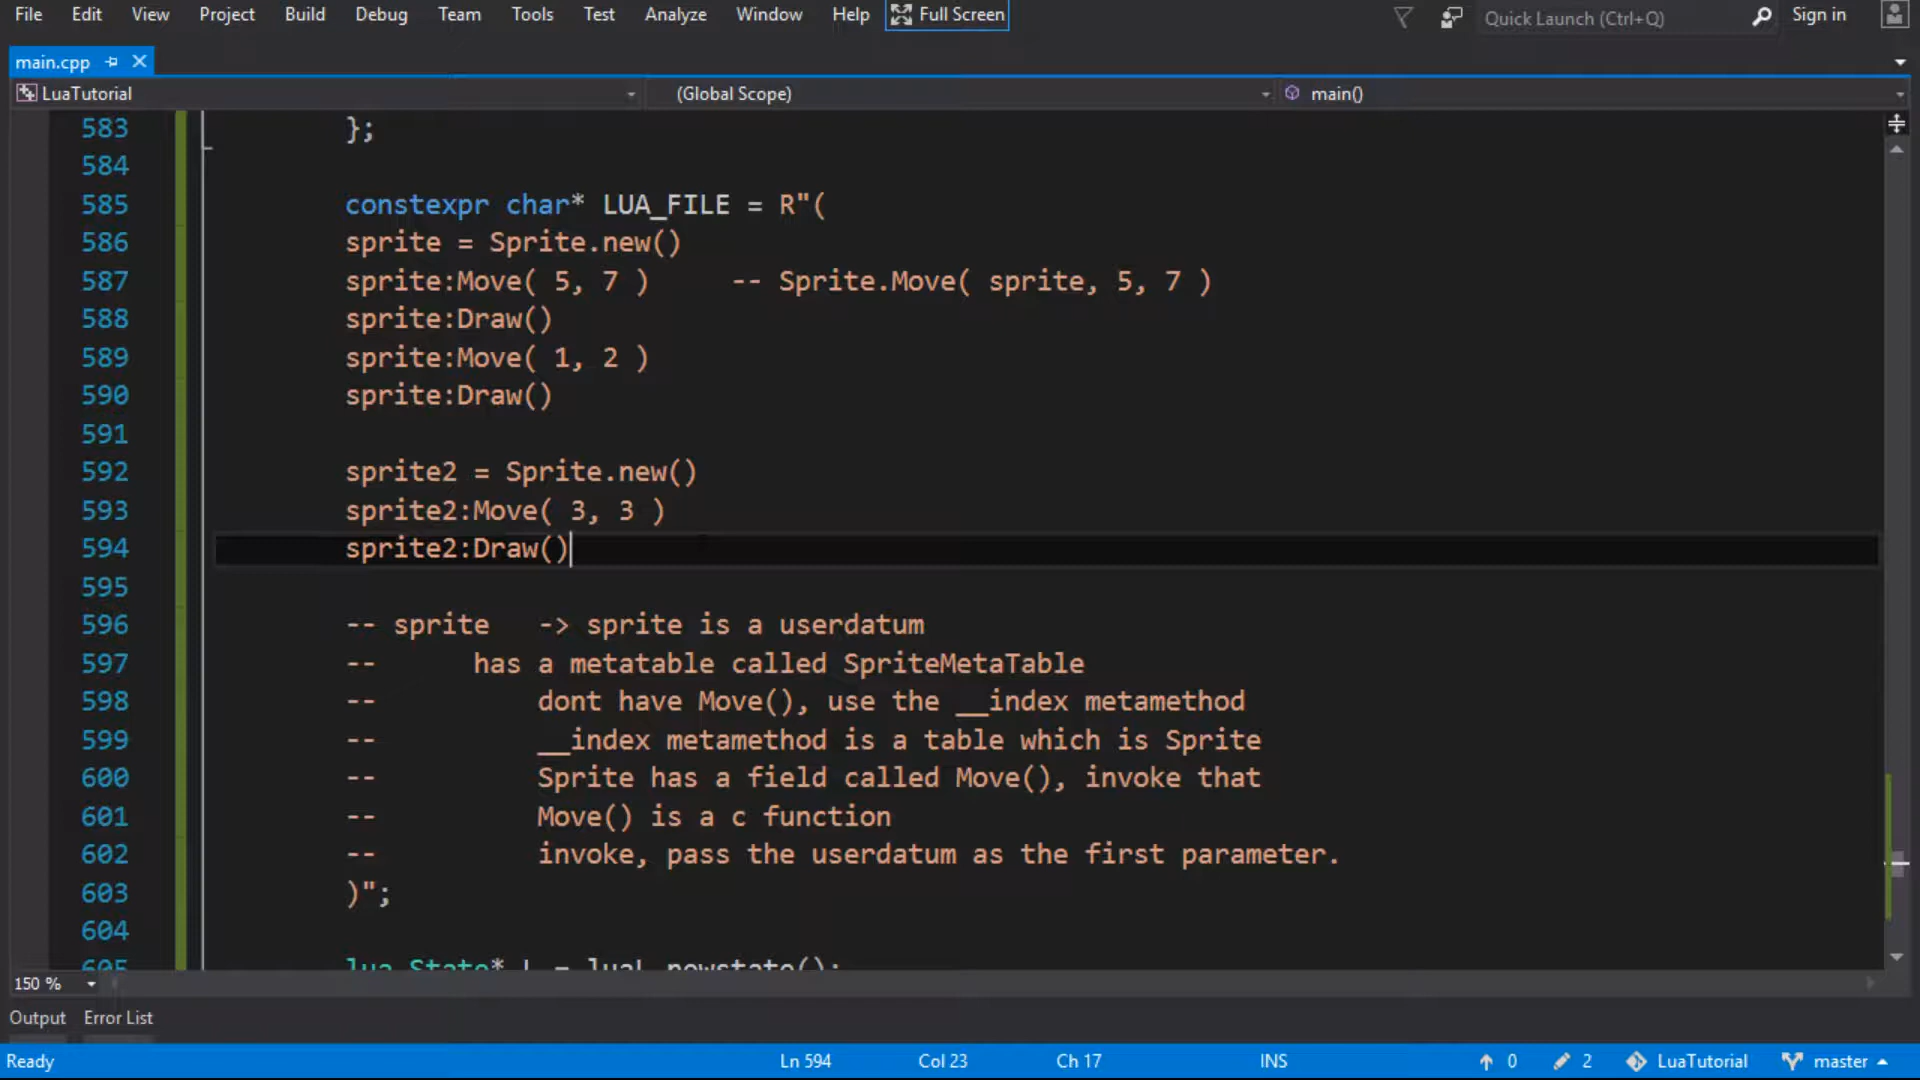 File Edit View Project Build Debug Team Tools Test Analyze Window Help Full Screen Quick Launch (Ctrl+Q) Sign in
main.cpp
LuaTutorial (Global Scope) main()
583 };
584
585 constexpr char* LUA_FILE = R"(
586 sprite = Sprite.new()
587 sprite:Move( 5, 7 ) -- Sprite.Move( sprite, 5, 7 )
588 sprite:Draw()
589 sprite:Move( 1, 2 )
590 sprite:Draw()
591
592 sprite2 = Sprite.new()
593 sprite2:Move( 3, 3 )
594 sprite2:Draw()
595
596 -- sprite -> sprite is a userdatum
597 -- has a metatable called SpriteMetaTable
598 -- dont have Move(), use the __index metamethod
599 -- __index metamethod is a table which is Sprite
600 -- Sprite has a field called Move(), invoke that
601 -- Move() is a c function
602 -- invoke, pass the userdatum as the first parameter.
603 )";
604
605 lua_State* L = luaL_newstate();
150 %
Output Error List
Ready Ln 594 Col 23 Ch 17 INS 0 2 LuaTutorial master